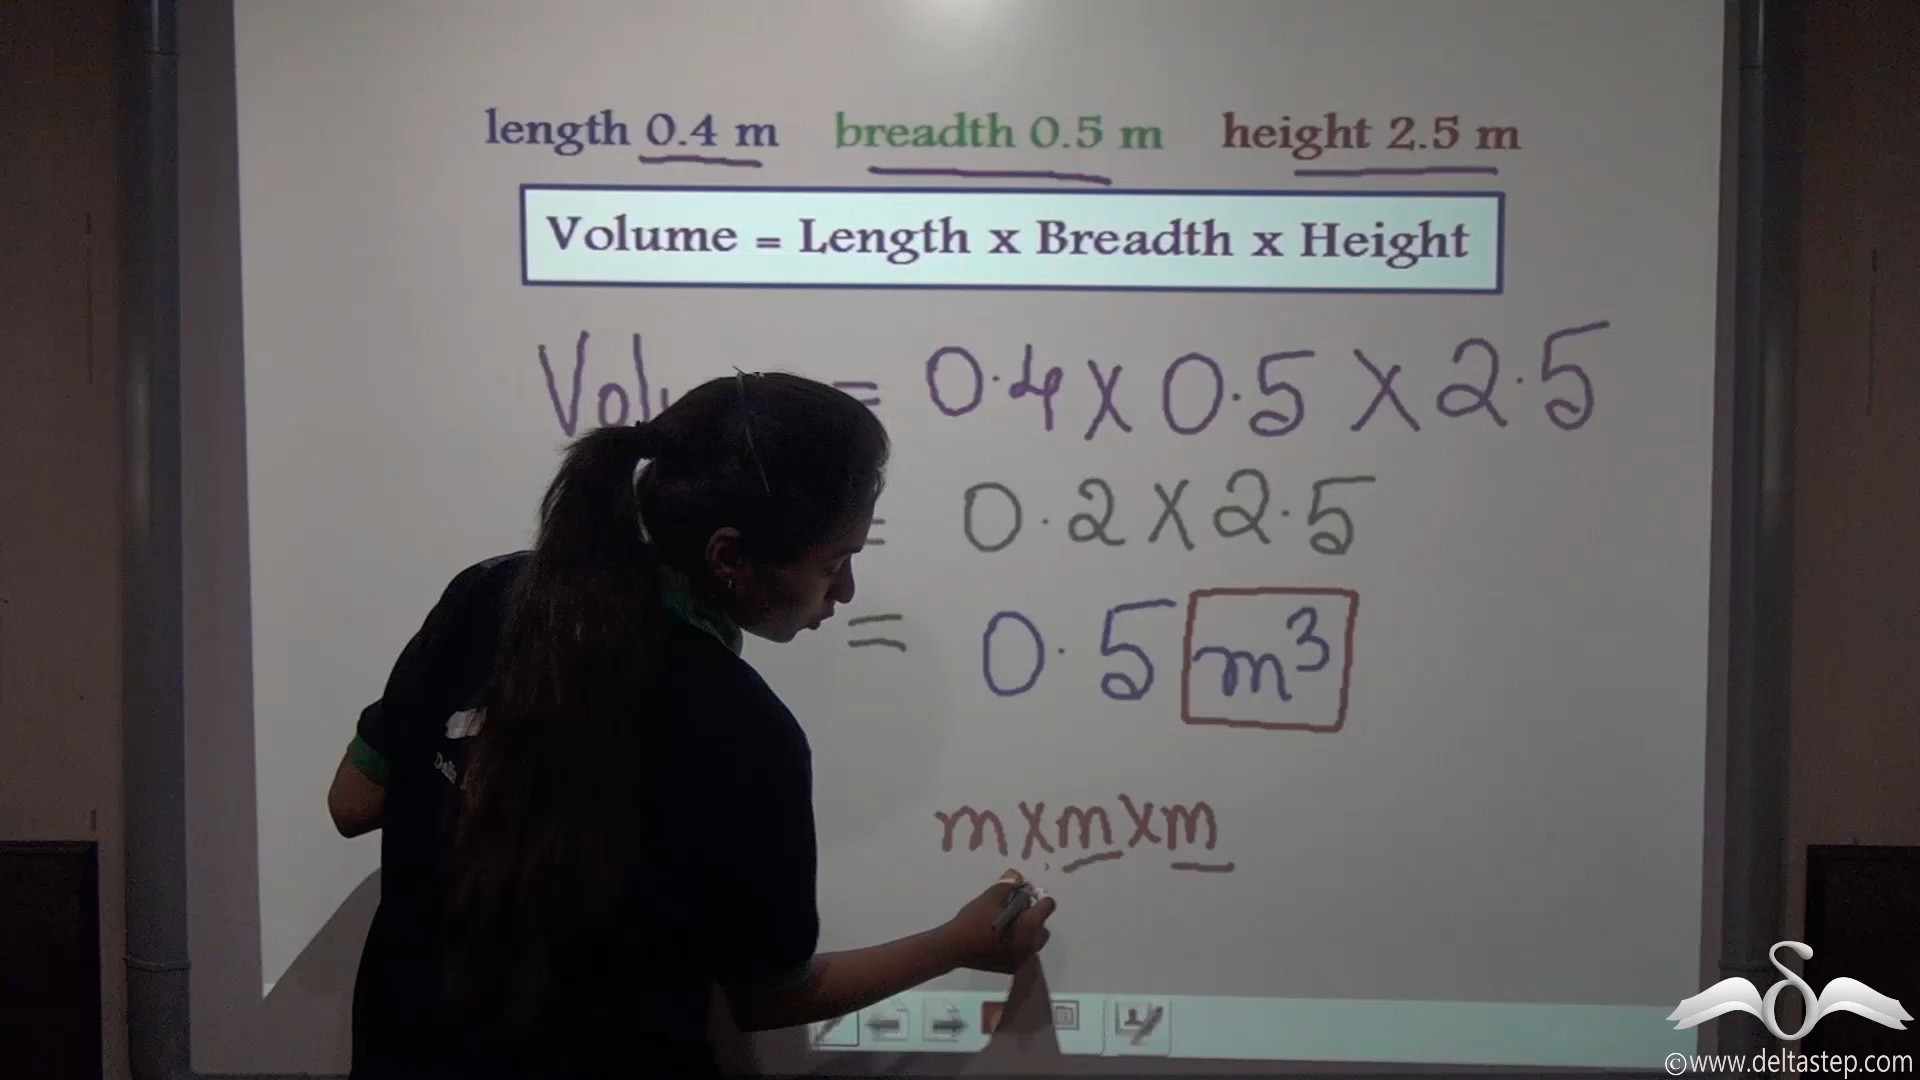 length 0.4 m breadth 0.5 m height 2.5 m
Volume = Length x Breadth x Height
= 0.4 x 0.5 x 2.5
= 0.2 x 2.5
= 0.5 m³
m x m x m
©www.deltastep.com